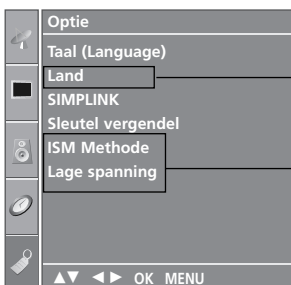 Optie
Taal (Language)
Land
SIMPLINK
Sleutel vergendel
ISM Methode
Lage spanning
▲▼ ◄► OK MENU